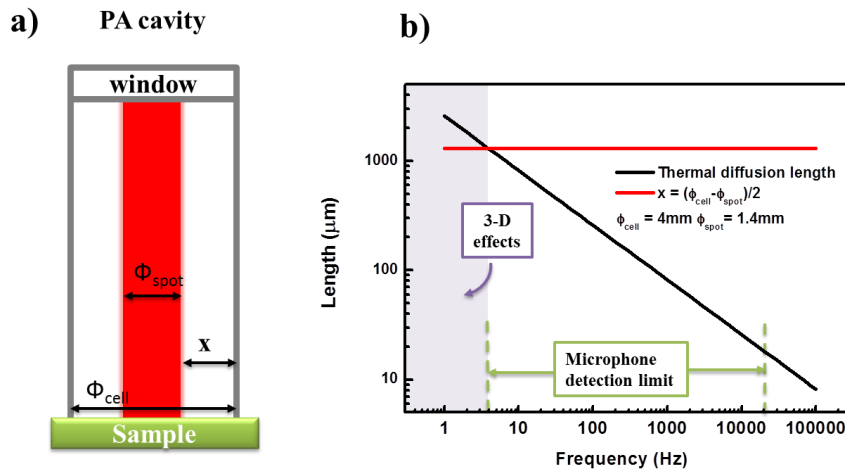 a)
PA cavity
window
Φspot
x
Φcell
Sample
b)
Length (μm)
1000
100
10
3-D
effects
Thermal diffusion length
x = (ϕcell-ϕspot)/2
ϕcell = 4mm ϕspot= 1.4mm
Microphone
detection limit
1 10 100 1000 10000 100000
Frequency (Hz)